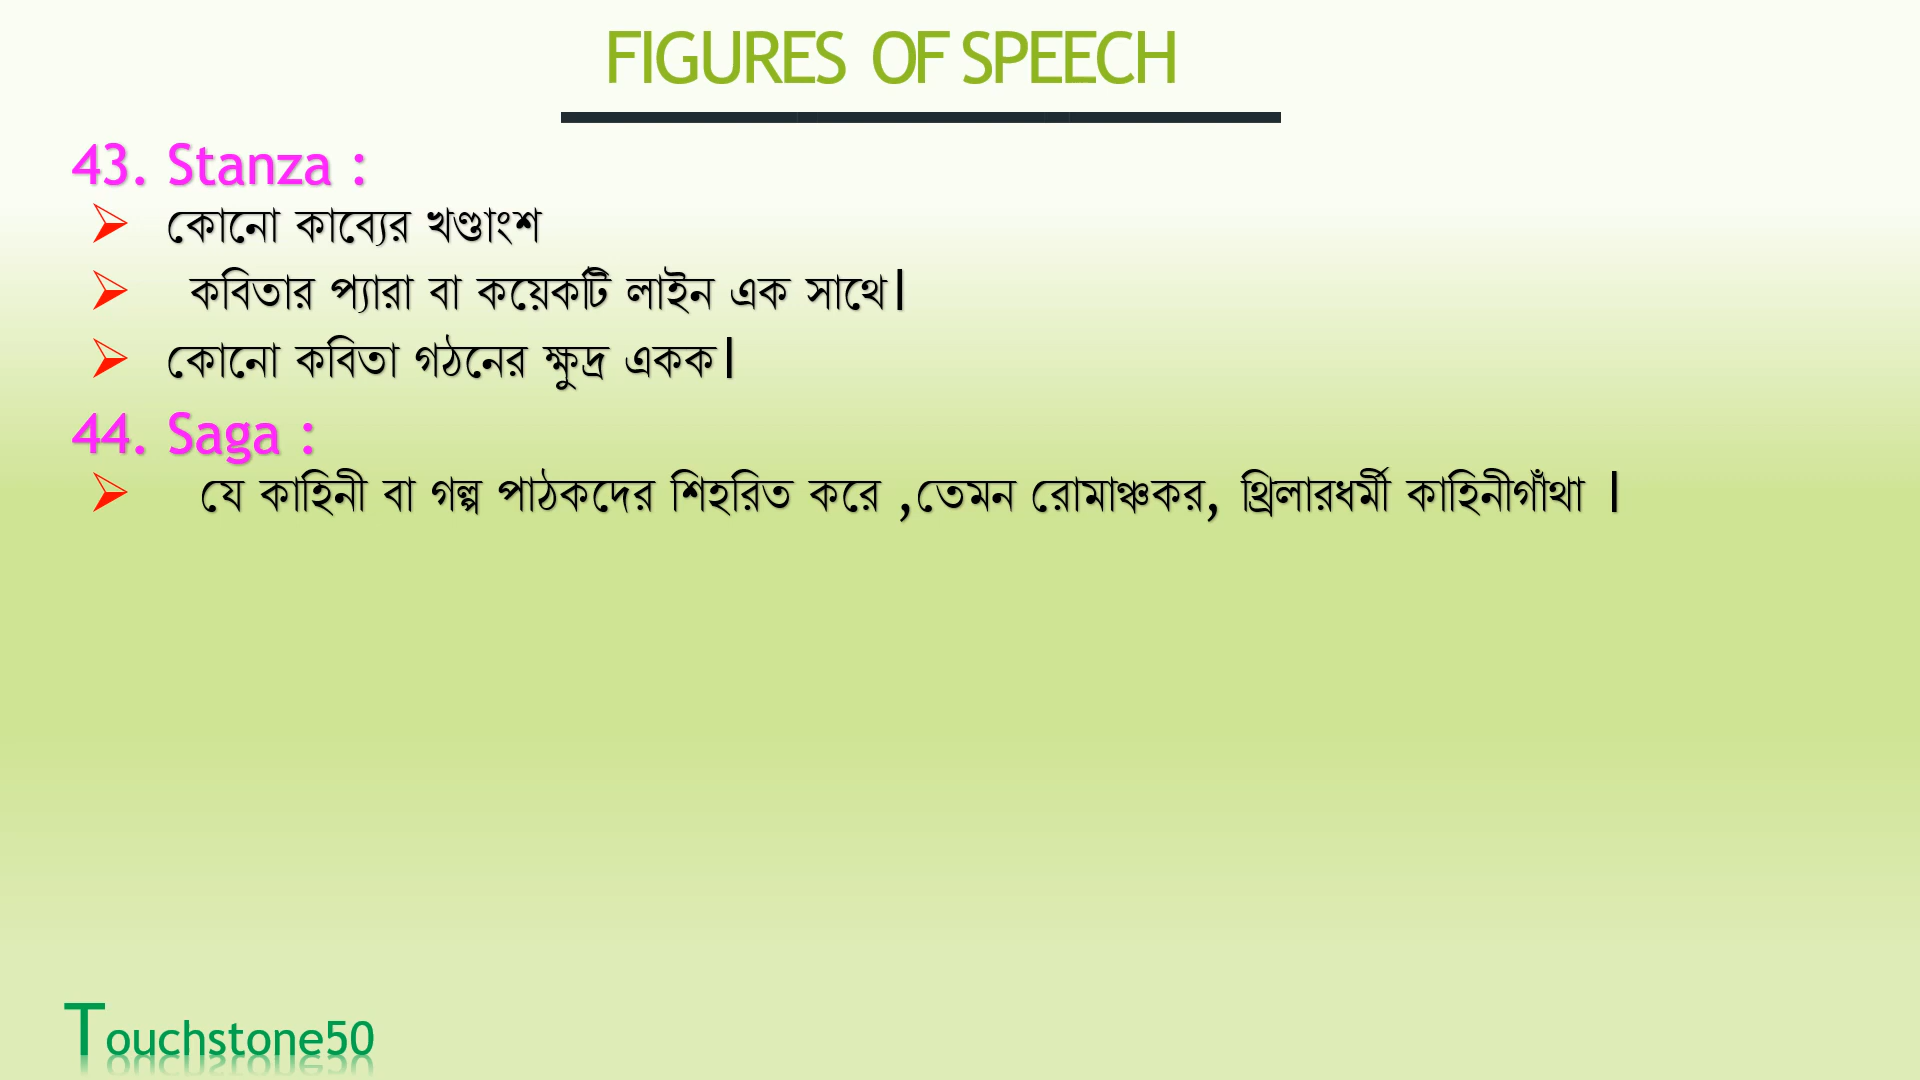 FIGURES OF SPEECH
43. Stanza :
কোনো কাব্যের খণ্ডাংশ
কবিতার প্যারা বা কয়েকটি লাইন এক সাথে।
কোনো কবিতা গঠনের ক্ষুদ্র একক।
44. Saga :
যে কাহিনী বা গল্প পাঠকদের শিহরিত করে ,তেমন রোমাঞ্চকর, থ্রিলারধর্মী কাহিনীগাঁথা ।
Touchstone50